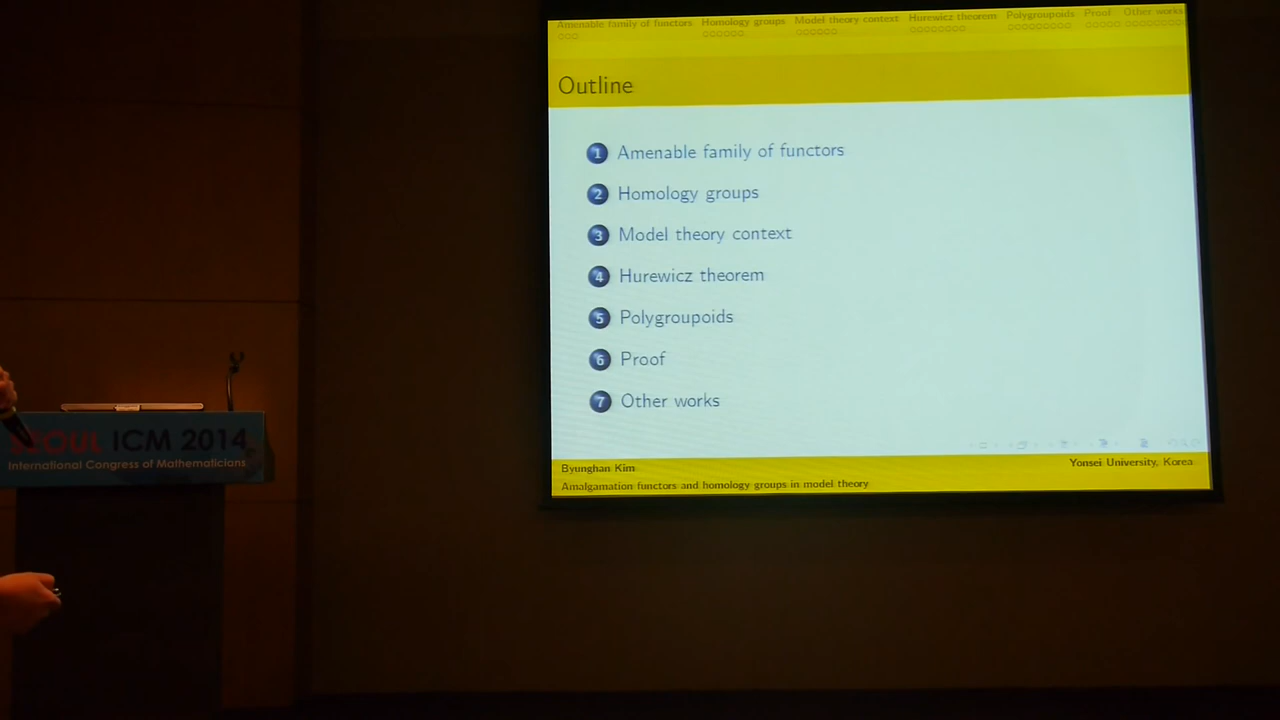 Amenable family of functors Homology groups Model theory context Hurewicz theorem Polygroupoids Proof Other works
Outline
1 Amenable family of functors
2 Homology groups
3 Model theory context
4 Hurewicz theorem
5 Polygroupoids
6 Proof
7 Other works
Byunghan Kim Yonsei University, Korea
Amalgamation functors and homology groups in model theory
SEOUL ICM 2014
International Congress of Mathematicians